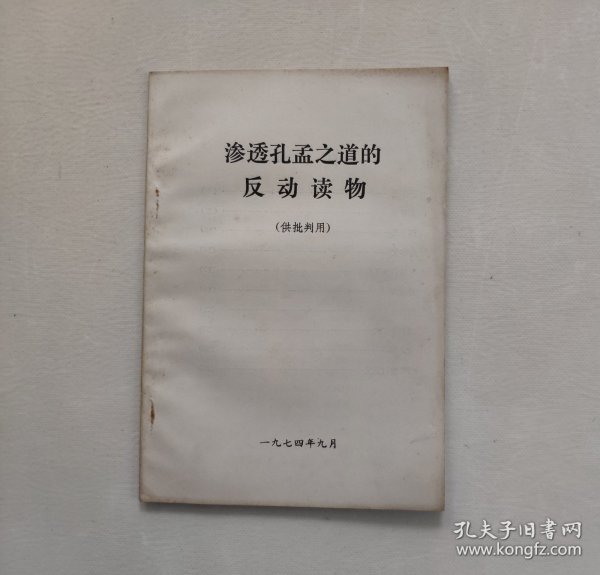 渗透孔孟之道的
反动读物
(供批判用)
一九七四年九月
孔夫子旧书网
www.kongfz.com